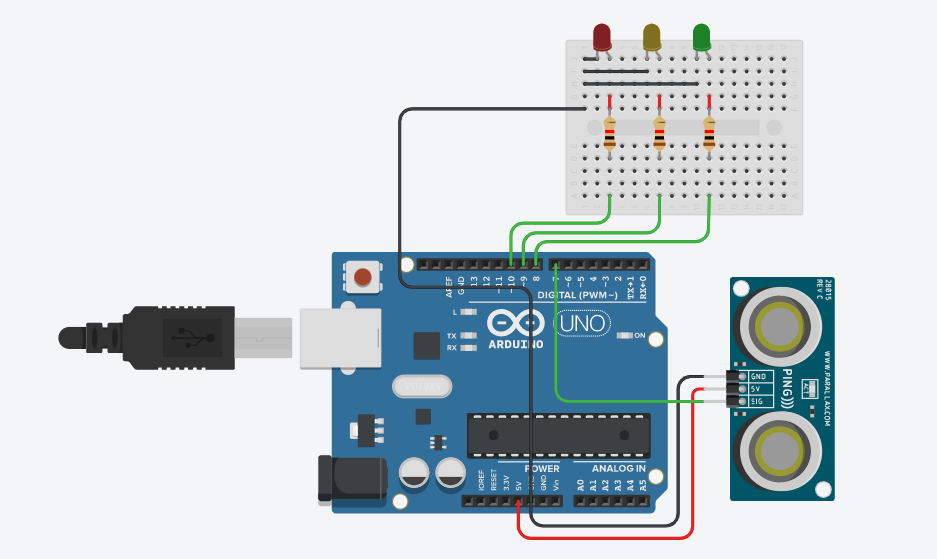 AREF
GND
13
12
~11
~10
~9
8
7
~6
~5
4
~3
2
TX→1
RX←0
DIGITAL (PWM~)
L
TX
RX
ARDUINO
UNO
ON
POWER
ANALOG IN
IOREF
RESET
3.3V
5V
GND
Vin
A0
A1
A2
A3
A4
A5
28015
REV C
GND
5V
SIG
PING)))
ACT
WWW.PARALLAX.COM